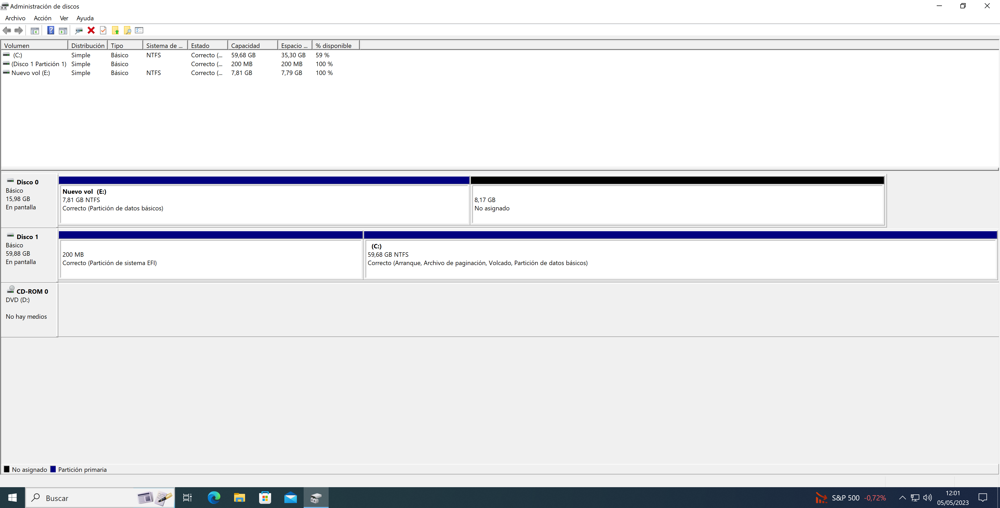 Administración de discos
Archivo Acción Ver Ayuda
Volumen Distribución Tipo Sistema de ... Estado Capacidad Espacio ... % disponible
(C:) Simple Básico NTFS Correcto (... 59,68 GB 35,30 GB 59 %
(Disco 1 Partición 1) Simple Básico Correcto (... 200 MB 200 MB 100 %
Nuevo vol (E:) Simple Básico NTFS Correcto (... 7,81 GB 7,79 GB 100 %
Disco 0
Básico
15,98 GB
En pantalla
Nuevo vol (E:)
7,81 GB NTFS
Correcto (Partición de datos básicos)
8,17 GB
No asignado
Disco 1
Básico
59,88 GB
En pantalla
200 MB
Correcto (Partición de sistema EFI)
(C:)
59,68 GB NTFS
Correcto (Arranque, Archivo de paginación, Volcado, Partición de datos básicos)
CD-ROM 0
DVD (D:)
No hay medios
No asignado Partición primaria
Buscar
S&P 500 -0,72%
12:01
05/05/2023